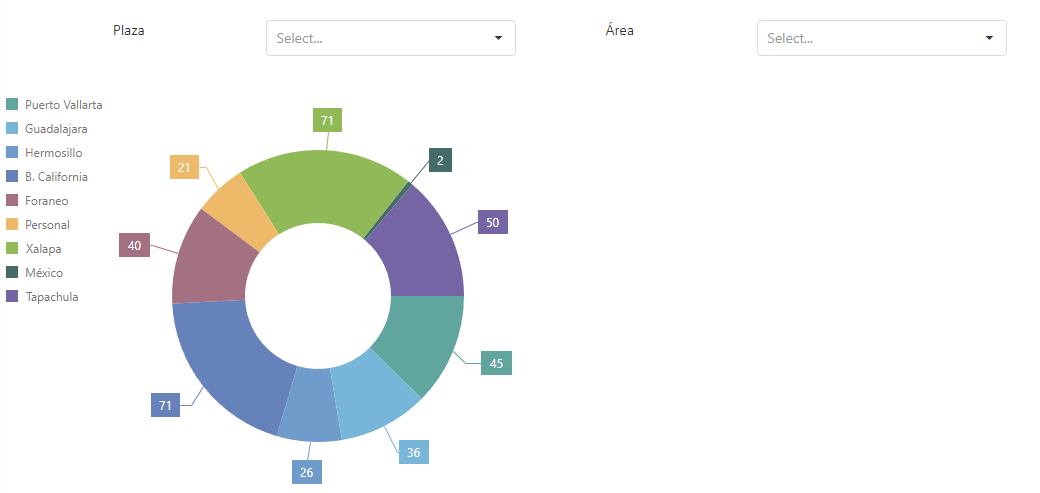 Plaza
Select...
Área
Select...
Puerto Vallarta
Guadalajara
Hermosillo
B. California
Foraneo
Personal
Xalapa
México
Tapachula
71
2
21
50
40
45
71
36
26